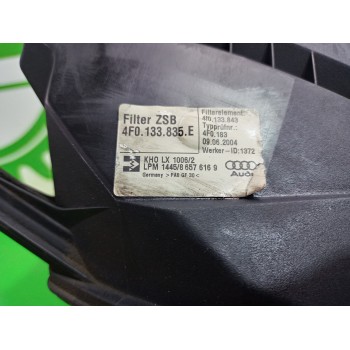 Filter ZSB
4F0.133.835.E
KHO LX 1006/2
LPM 1445/8 657 616 9
Germany >PA6 GF 30<
Filterelement:
4F0.133.843
Typprüfnr.:
4F0.183
09.06.2004
Werker-ID:1372
Audi